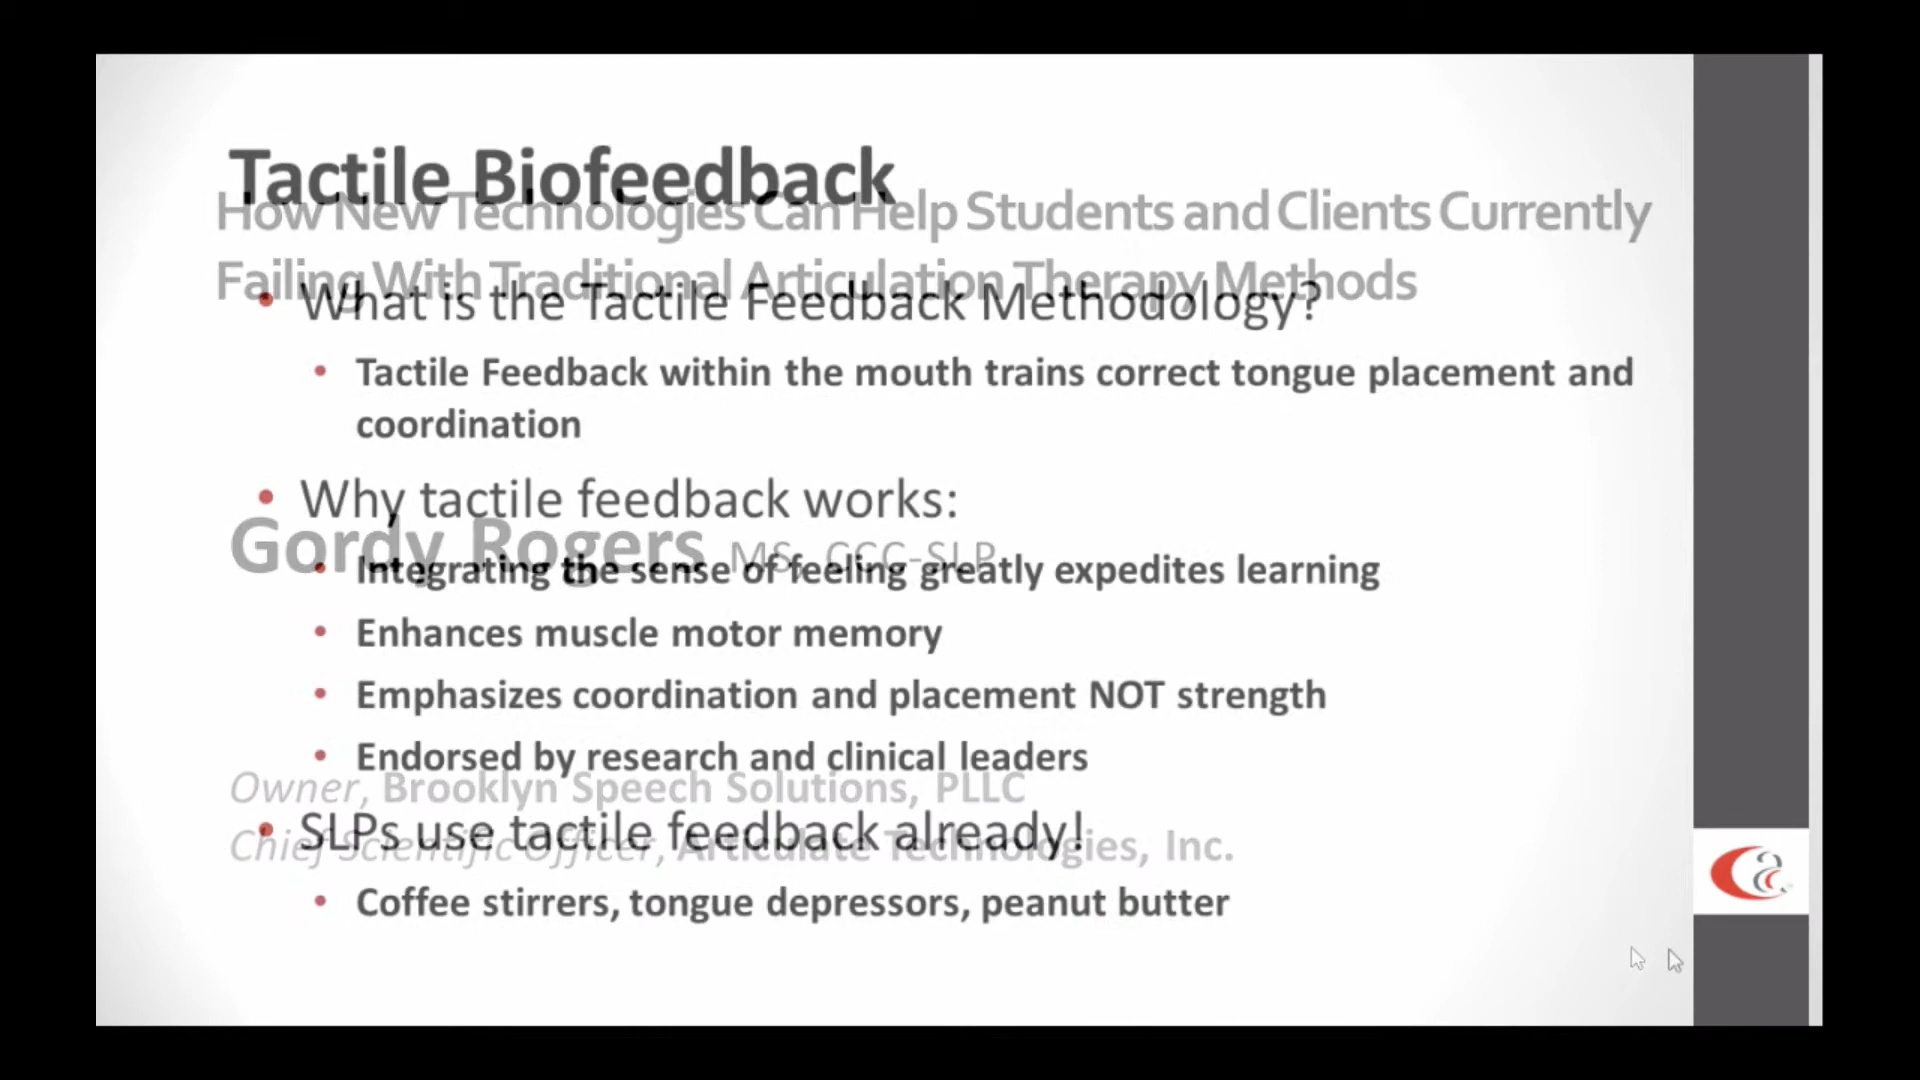 Tactile Biofeedback
How New Technologies Can Help Students and Clients Currently
Failing With Traditional Articulation Therapy Methods
• What is the Tactile Feedback Methodology?
• Tactile Feedback within the mouth trains correct tongue placement and
coordination
• Why tactile feedback works:
Gordy Rogers MS, CCC-SLP
• Integrating the sense of feeling greatly expedites learning
• Enhances muscle motor memory
• Emphasizes coordination and placement NOT strength
• Endorsed by research and clinical leaders
Owner, Brooklyn Speech Solutions, PLLC
• SLPs use tactile feedback already!
Chief Scientific Officer, Articulate Technologies, Inc.
• Coffee stirrers, tongue depressors, peanut butter